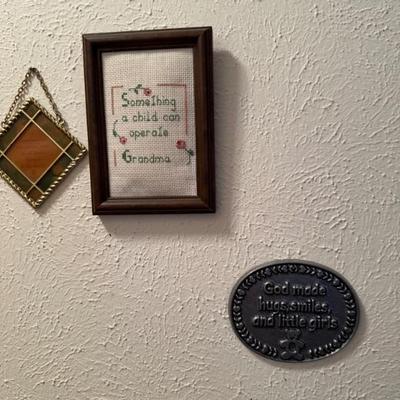 Something
a child can
operate
Grandma
God made
hugs, smiles,
and little girls